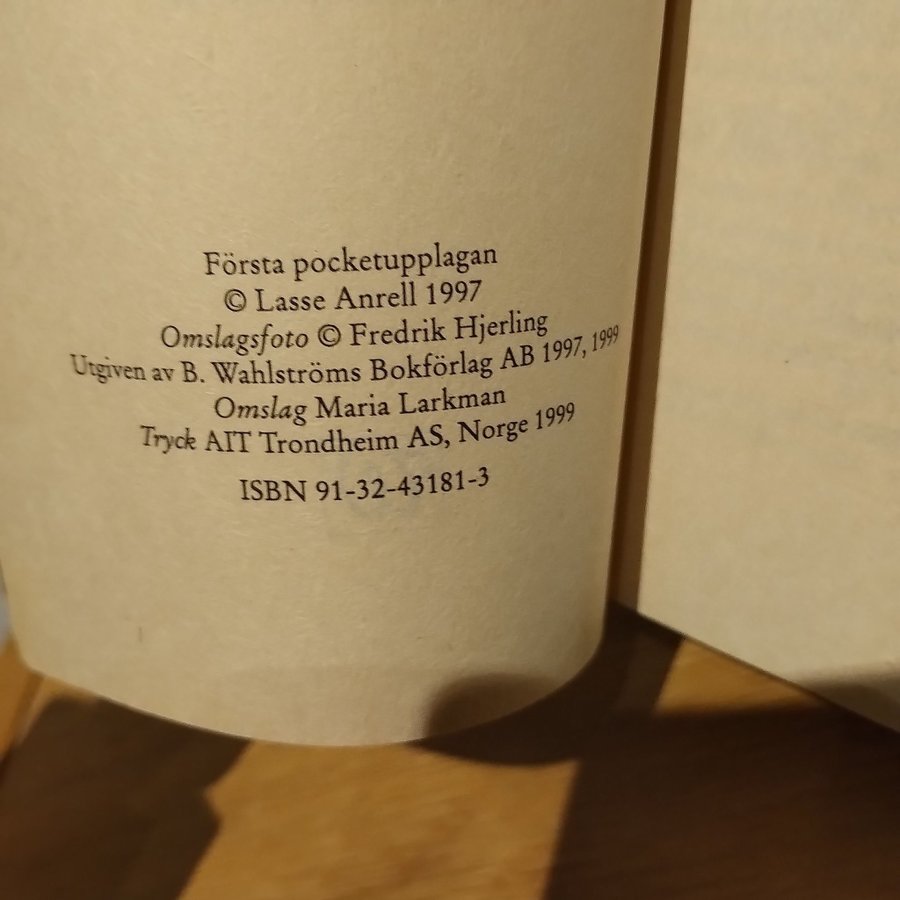 Första pocketupplagan
© Lasse Anrell 1997
Omslagsfoto © Fredrik Hjerling
Utgiven av B. Wahlströms Bokförlag AB 1997, 1999
Omslag Maria Larkman
Tryck AIT Trondheim AS, Norge 1999
ISBN 91-32-43181-3